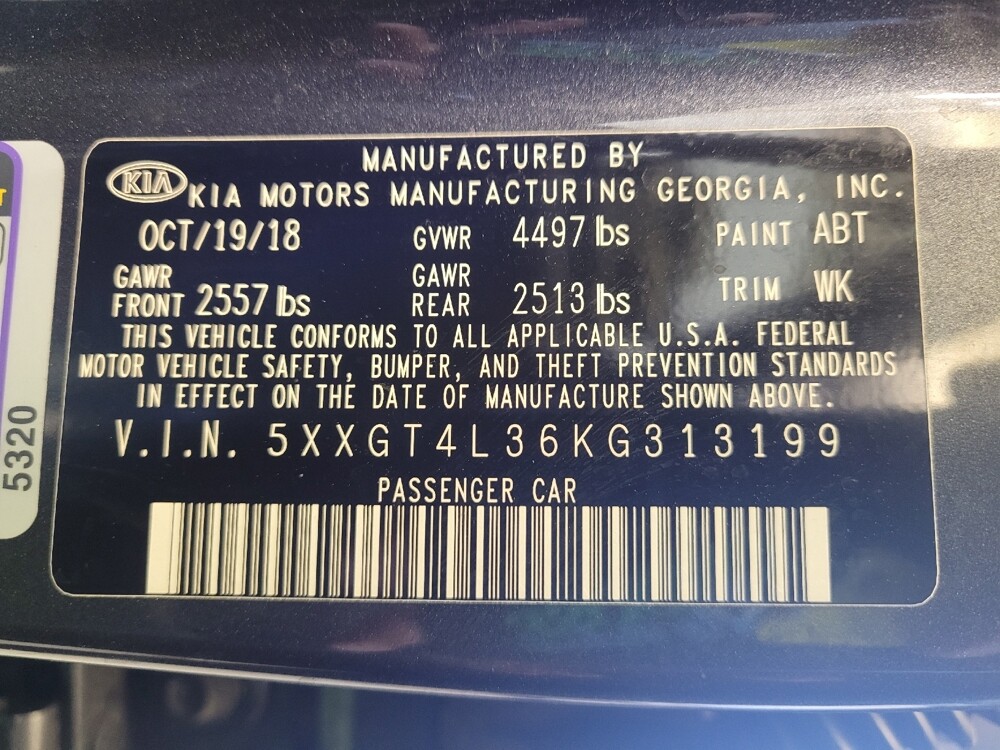 MANUFACTURED BY
KIA KIA MOTORS MANUFACTURING GEORGIA, INC.
OCT/19/18 GVWR 4497 lbs PAINT ABT
GAWR FRONT 2557 lbs GAWR REAR 2513 lbs TRIM WK
THIS VEHICLE CONFORMS TO ALL APPLICABLE U.S.A. FEDERAL
MOTOR VEHICLE SAFETY, BUMPER, AND THEFT PREVENTION STANDARDS
IN EFFECT ON THE DATE OF MANUFACTURE SHOWN ABOVE.
V.I.N. 5XXGT4L36KG313199
PASSENGER CAR
5320